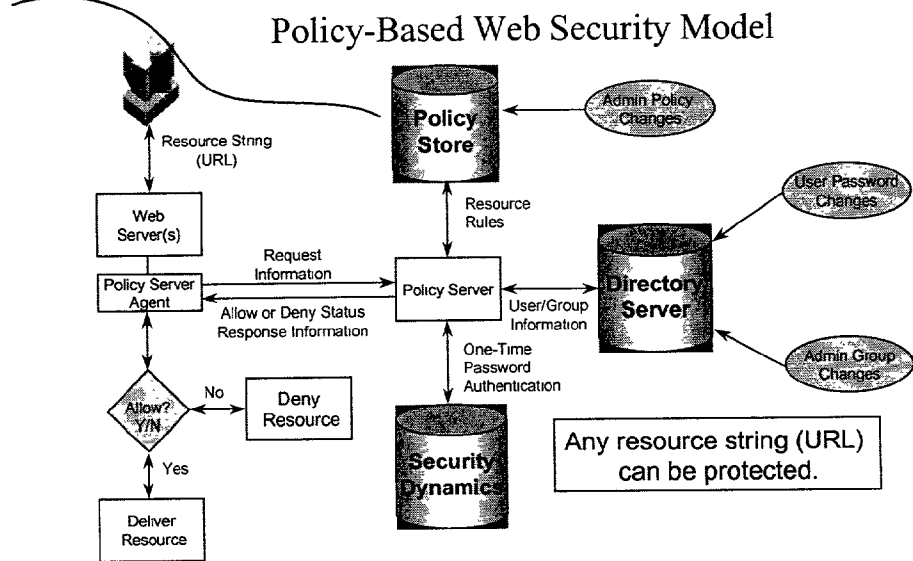 Policy-Based Web Security Model
Resource String
(URL)
Policy
Store
Admin Policy
Changes
Web
Server(s)
Resource
Rules
User Password
Changes
Request
Information
Policy Server
Agent
Policy Server
Allow or Deny Status
Response Information
User/Group
Information
Directory
Server
One-Time
Password
Authentication
Admin Group
Changes
Allow?
Y/N
No
Deny
Resource
Yes
Security
Dynamics
Any resource string (URL)
can be protected.
Deliver
Resource